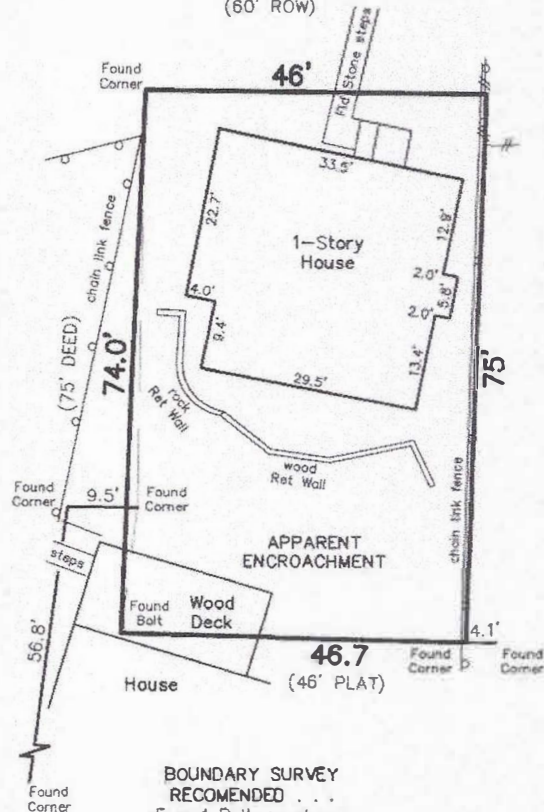 (60' ROW)
Fld Stone steps
Found
Corner
46'
33.8'
22.7'
12.9'
1-Story
House
chain link fence
2.0'
5.8'
4.0'
2.0'
9.4'
(75' DEED)
74.0'
75'
13.4'
29.5'
rock
Ret Wall
wood
Ret Wall
chain link fence
Found
Corner
9.5'
Found
Corner
APPARENT
ENCROACHMENT
steps
Found
Bolt
Wood
Deck
56.8'
4.1'
46.7
(46' PLAT)
Found
Corner
Found
Corner
House
BOUNDARY SURVEY
RECOMENDED . . .
Found
Corner